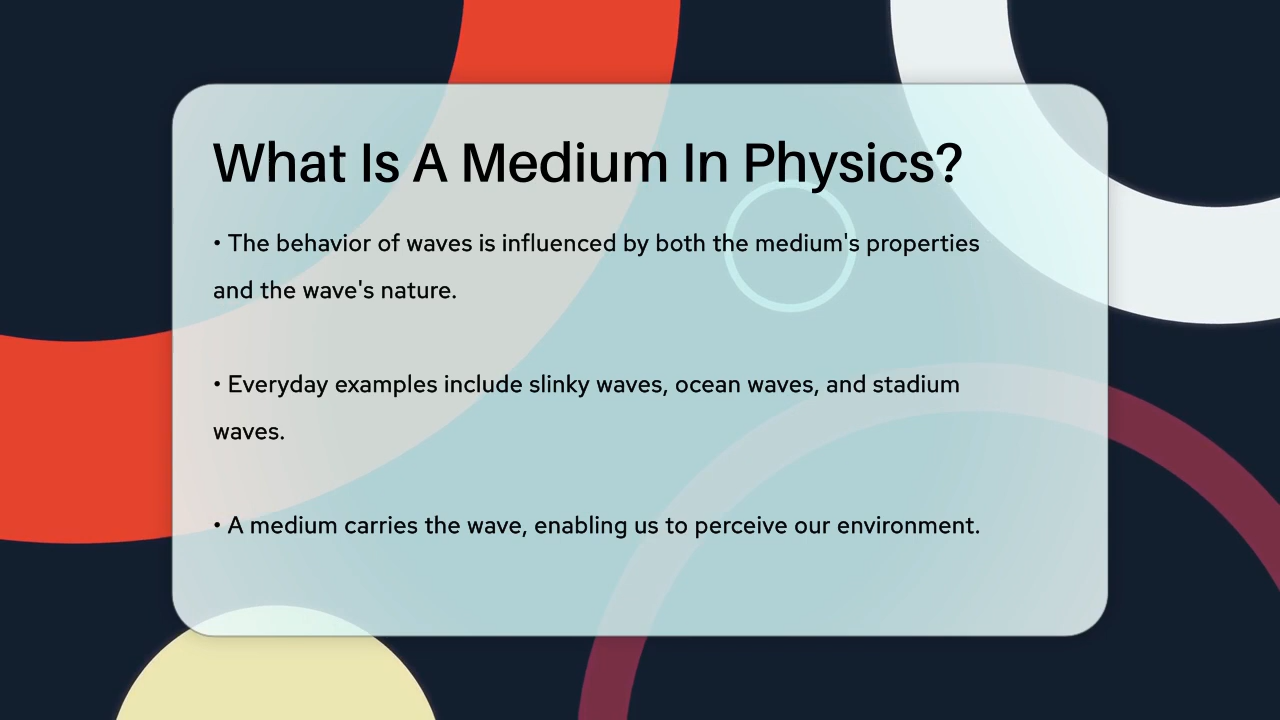 What Is A Medium In Physics?
• The behavior of waves is influenced by both the medium's properties
and the wave's nature.
• Everyday examples include slinky waves, ocean waves, and stadium
waves.
• A medium carries the wave, enabling us to perceive our environment.